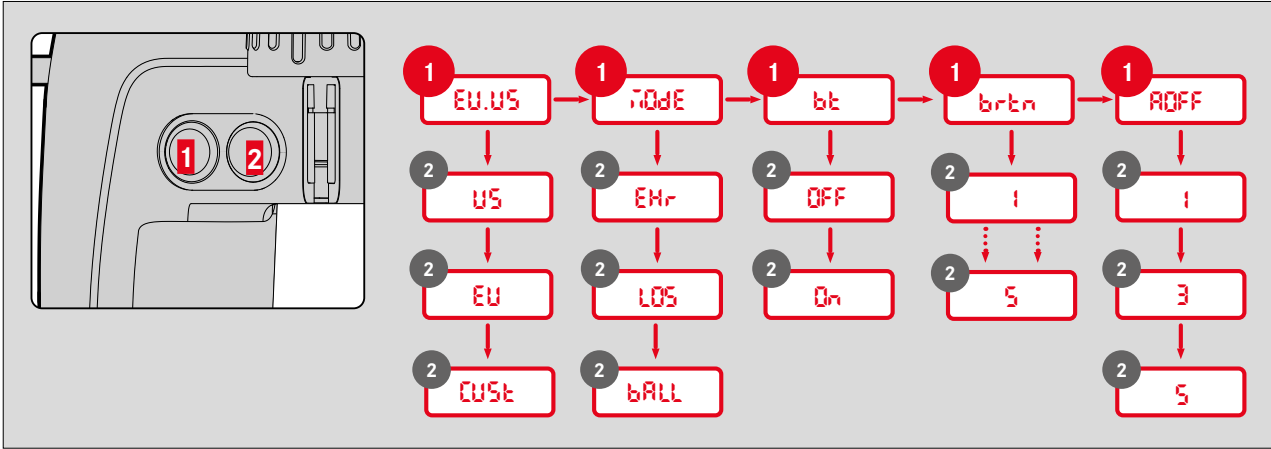 1 2
1 1 1 1 1
EU.US MODE bt brtn AOFF
2 2 2 2 2
US EHr OFF 1 1
2 2 2 2 2
EU LOS On 5 3
2 2 2
CUSt bALL 5